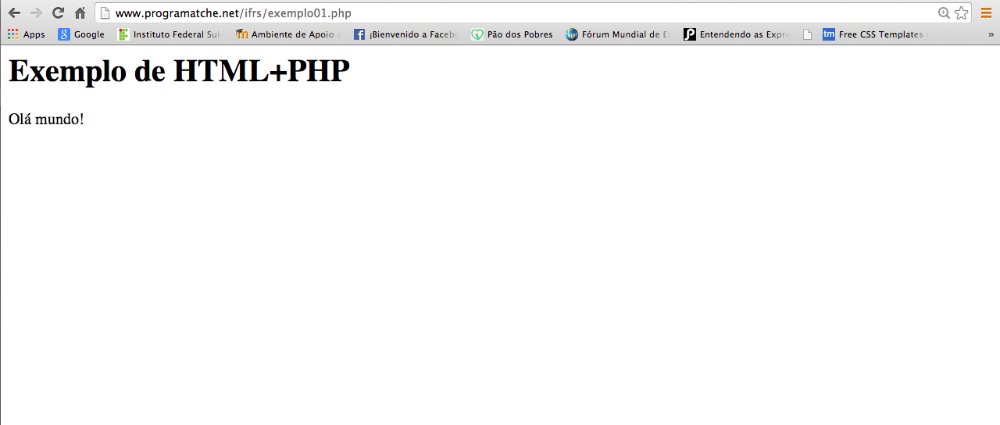 www.programatche.net/ifrs/exemplo01.php
Apps Google Instituto Federal Sul Ambiente de Apoio a ¡Bienvenido a Facebo Pão dos Pobres Fórum Mundial de Ed Entendendo as Expre tm Free CSS Templates »
Exemplo de HTML+PHP
Olá mundo!